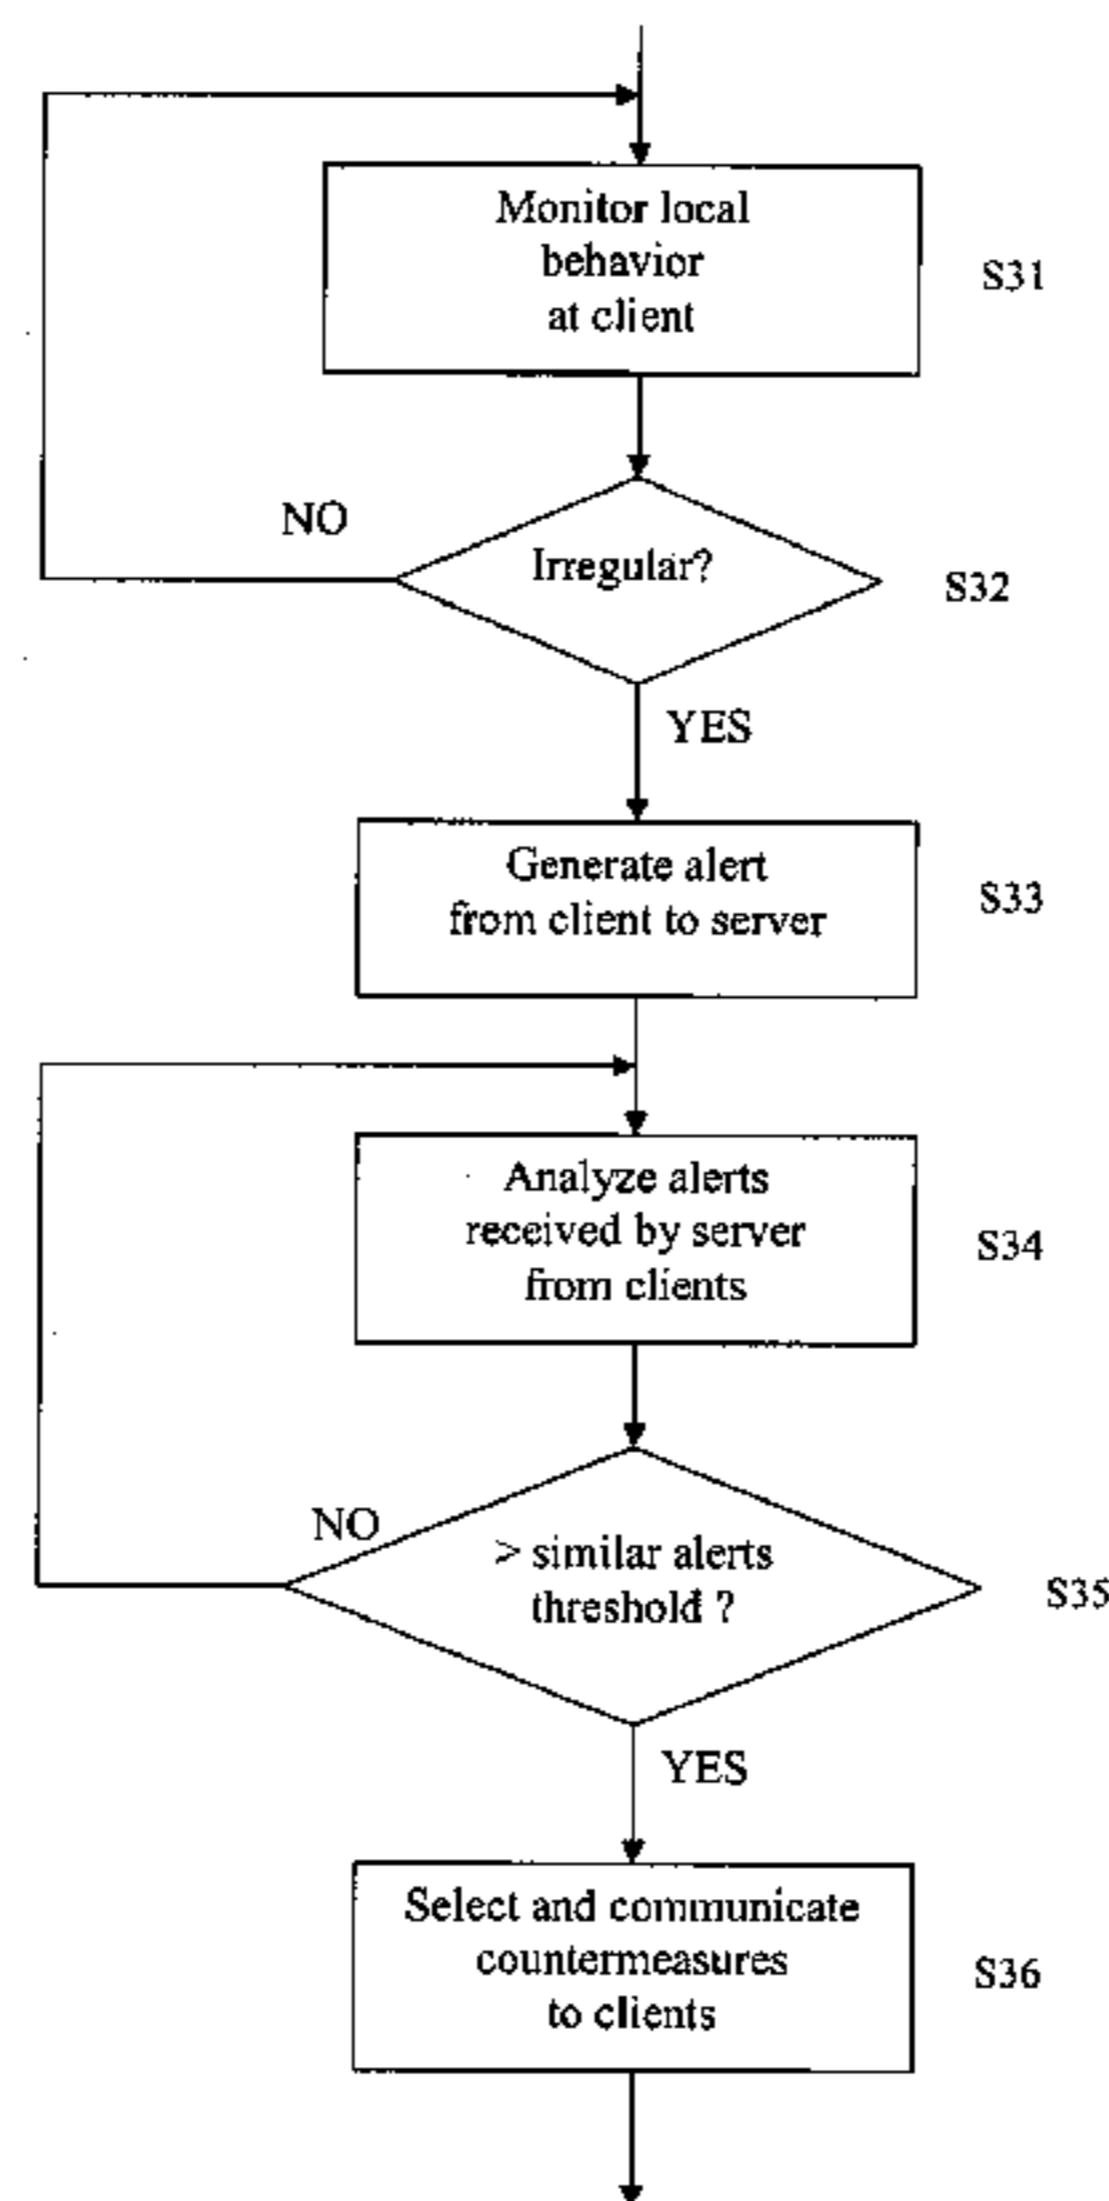 Monitor local
behavior
at client
S31
NO
Irregular?
S32
YES
Generate alert
from client to server
S33
Analyze alerts
received by server
from clients
S34
NO
> similar alerts
threshold ?
S35
YES
Select and communicate
countermeasures
to clients
S36